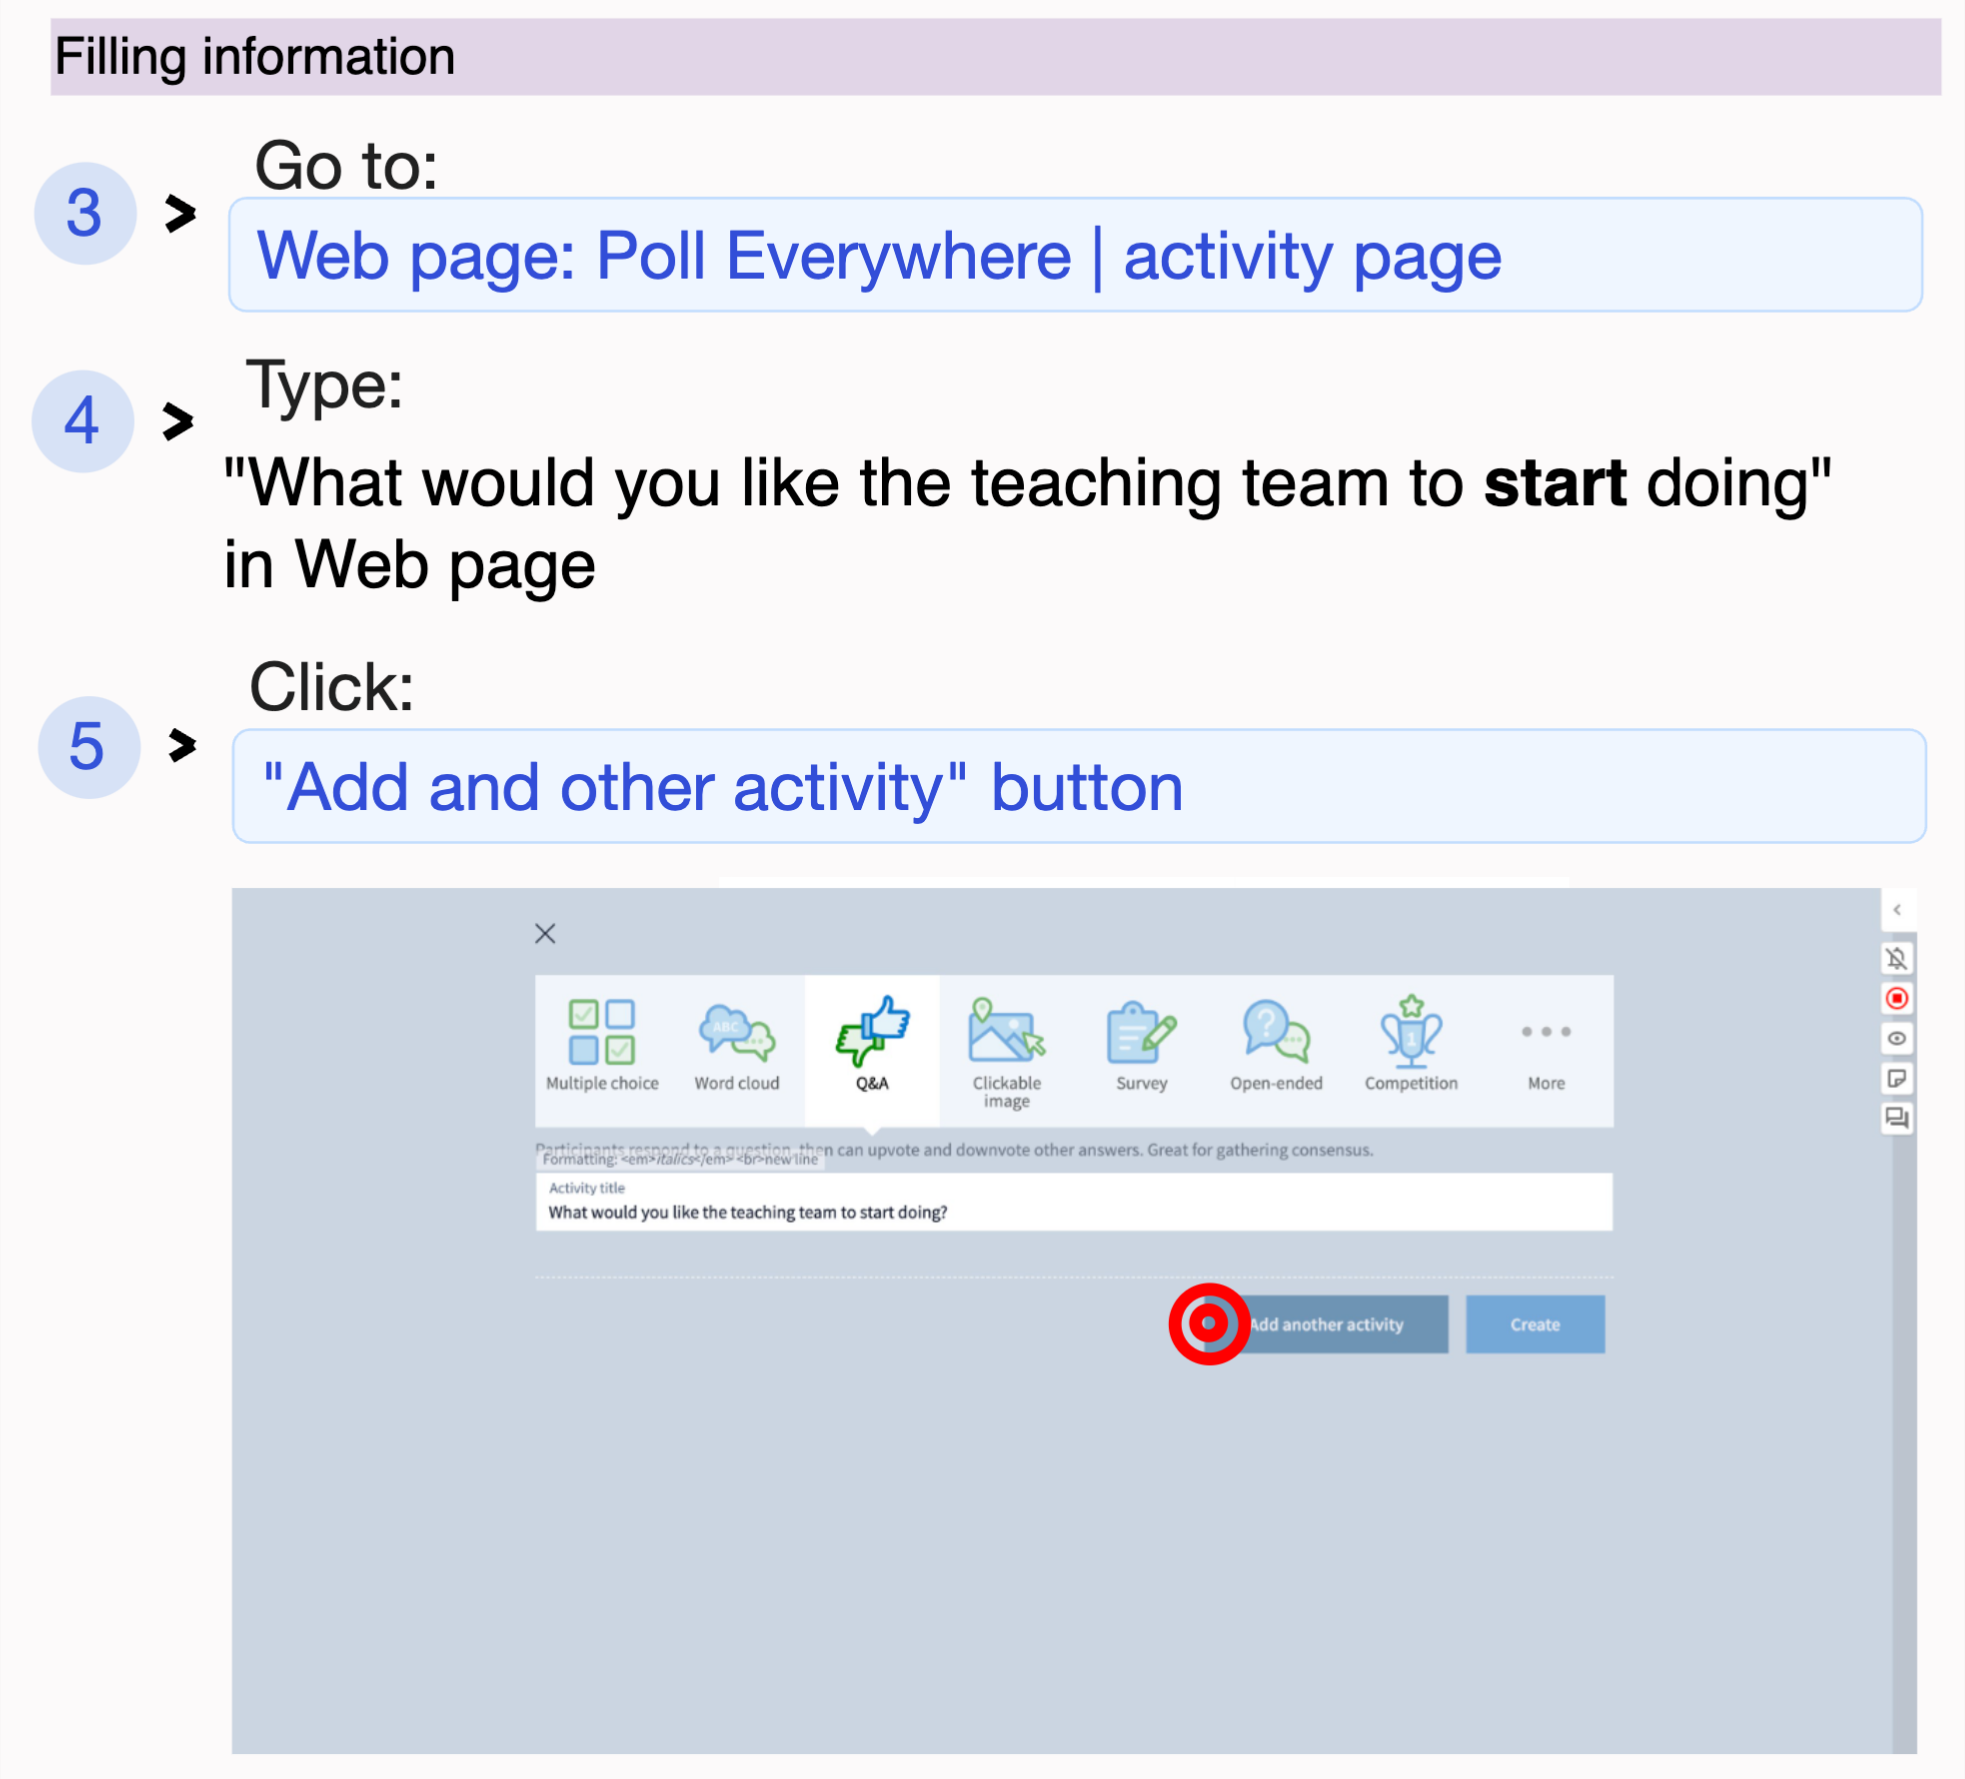 Filling information
3 > Go to:
Web page: Poll Everywhere | activity page
4 > Type:
"What would you like the teaching team to start doing"
in Web page
5 > Click:
"Add and other activity" button
ABC
?
1
Multiple choice
Word cloud
Q&A
Clickable
image
Survey
Open-ended
Competition
More
Participants respond to a question, then can upvote and downvote other answers. Great for gathering consensus.
Formatting: <em>italics</em> <br>new line
Activity title
What would you like the teaching team to start doing?
Add another activity
Create